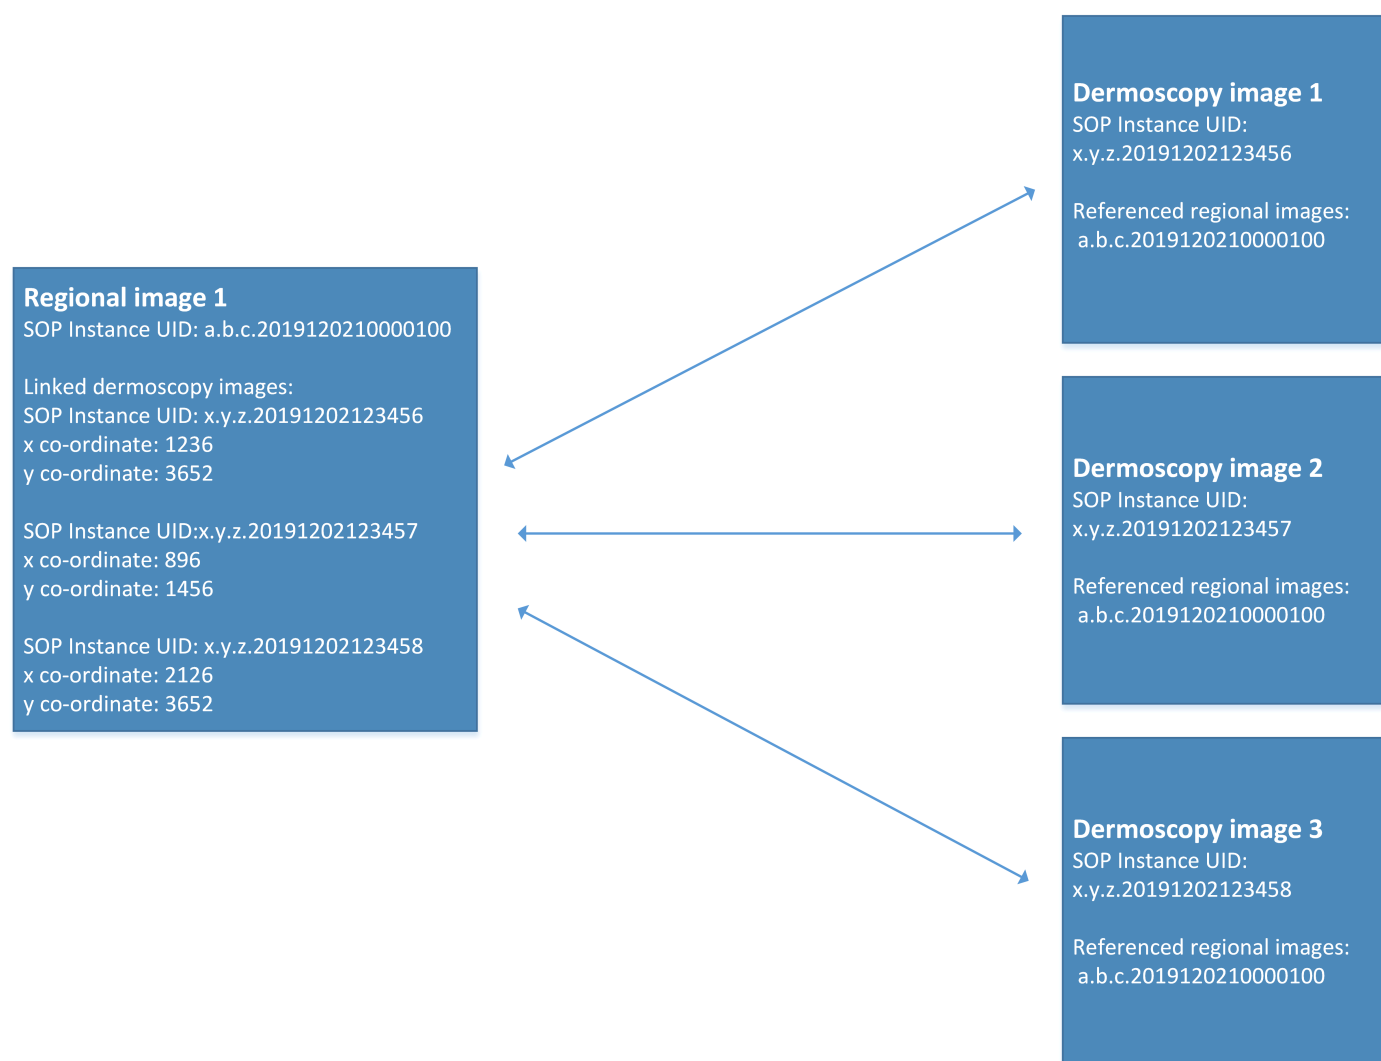 Regional image 1
SOP Instance UID: a.b.c.2019120210000100
Linked dermoscopy images:
SOP Instance UID: x.y.z.20191202123456
x co-ordinate: 1236
y co-ordinate: 3652
SOP Instance UID:x.y.z.20191202123457
x co-ordinate: 896
y co-ordinate: 1456
SOP Instance UID: x.y.z.20191202123458
x co-ordinate: 2126
y co-ordinate: 3652
Dermoscopy image 1
SOP Instance UID:
x.y.z.20191202123456
Referenced regional images:
a.b.c.2019120210000100
Dermoscopy image 2
SOP Instance UID:
x.y.z.20191202123457
Referenced regional images:
a.b.c.2019120210000100
Dermoscopy image 3
SOP Instance UID:
x.y.z.20191202123458
Referenced regional images:
a.b.c.2019120210000100